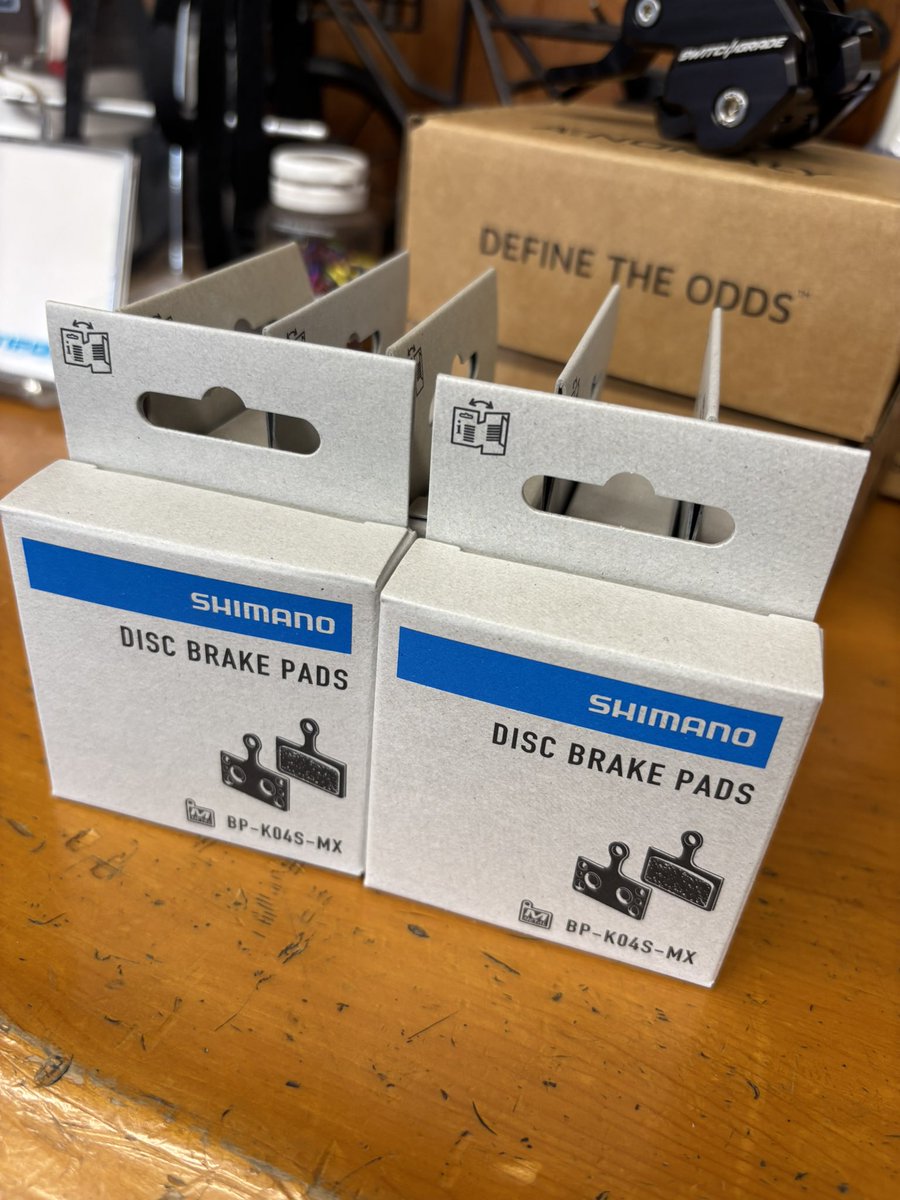 SWITCH/GRADE
DEFINE THE ODDS™
SHIMANO
DISC BRAKE PADS
M
BP-K04S-MX
SHIMANO
DISC BRAKE PADS
M
BP-K04S-MX